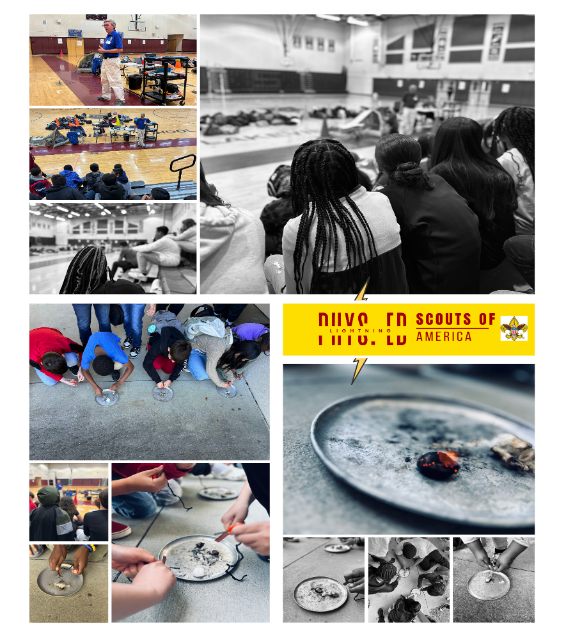 PHYS. ED
LIGHTNING
SCOUTS OF
AMERICA